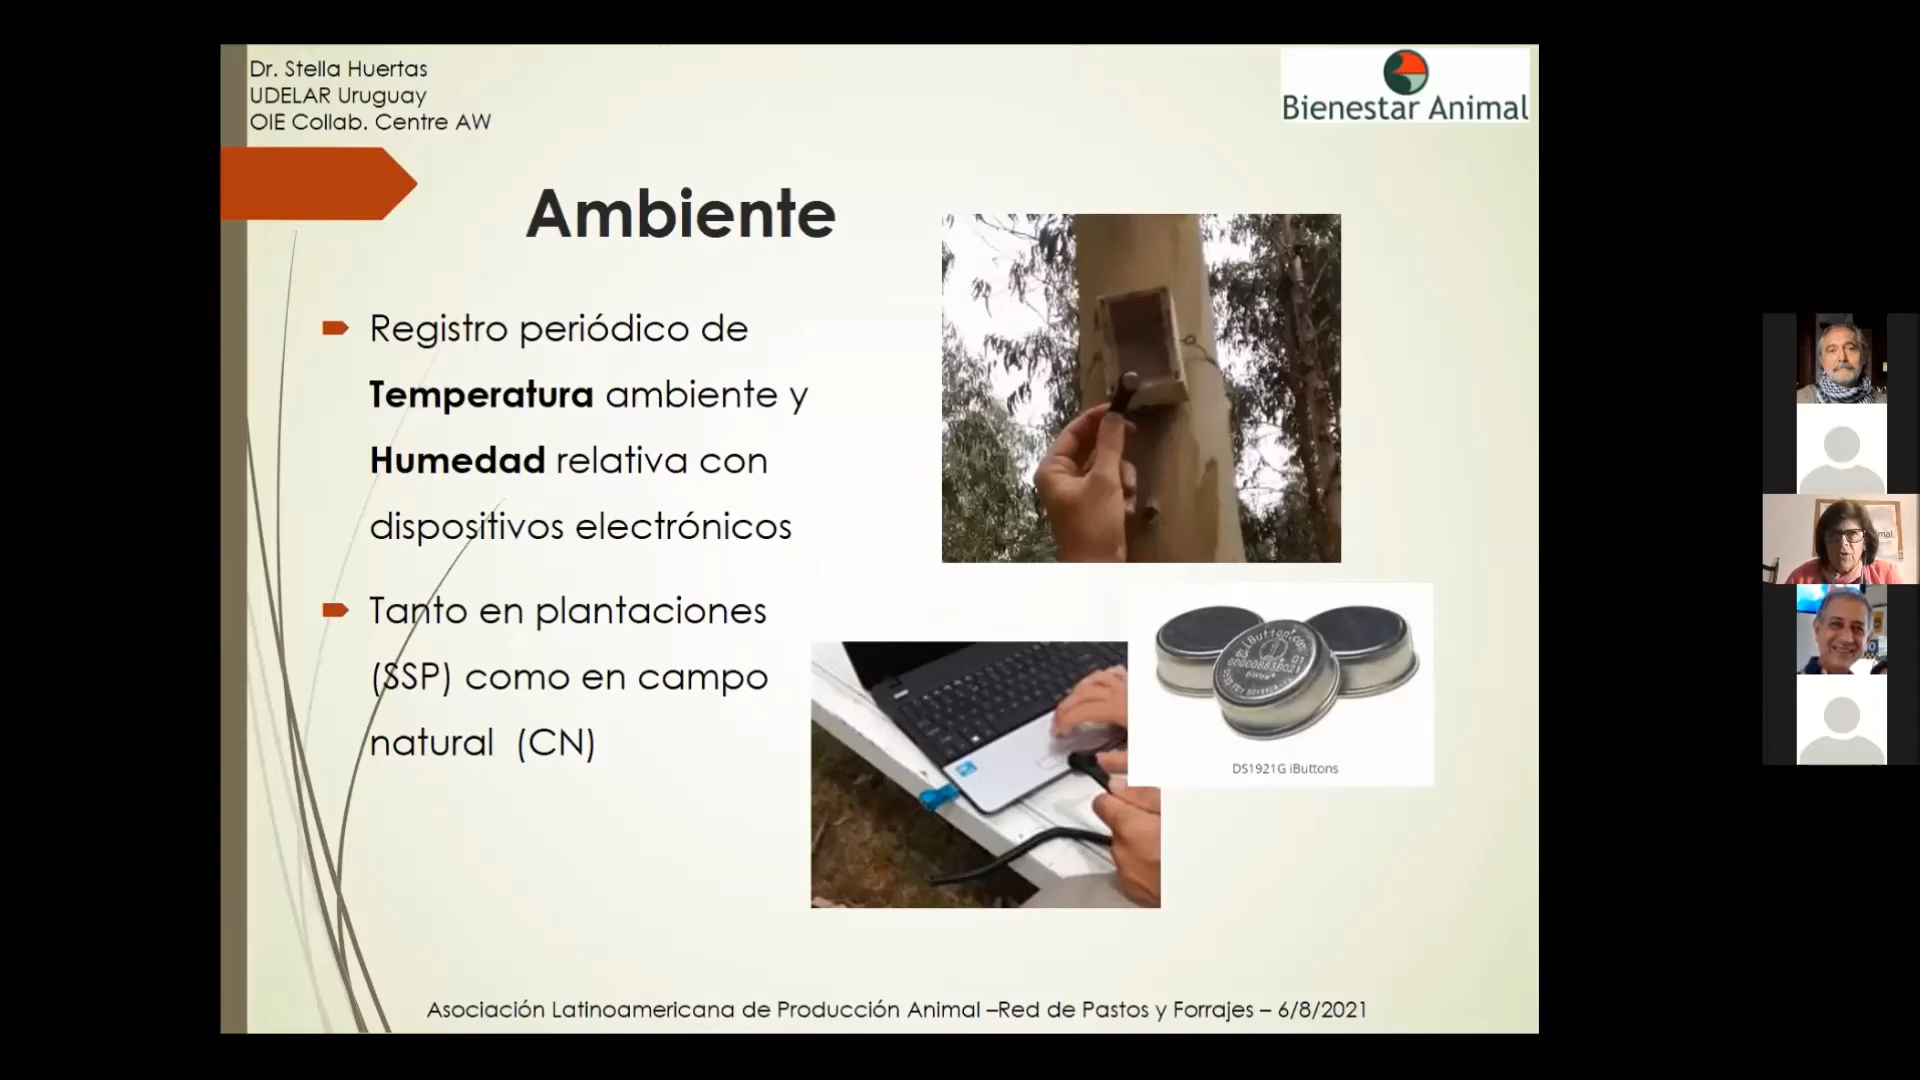 Dr. Stella Huertas
UDELAR Uruguay
OIE Collab. Centre AW
Bienestar Animal
Ambiente
Registro periódico de
Temperatura ambiente y
Humedad relativa con
dispositivos electrónicos
Tanto en plantaciones
(SSP) como en campo
natural (CN)
DS1921G iButtons
Asociación Latinoamericana de Producción Animal –Red de Pastos y Forrajes – 6/8/2021